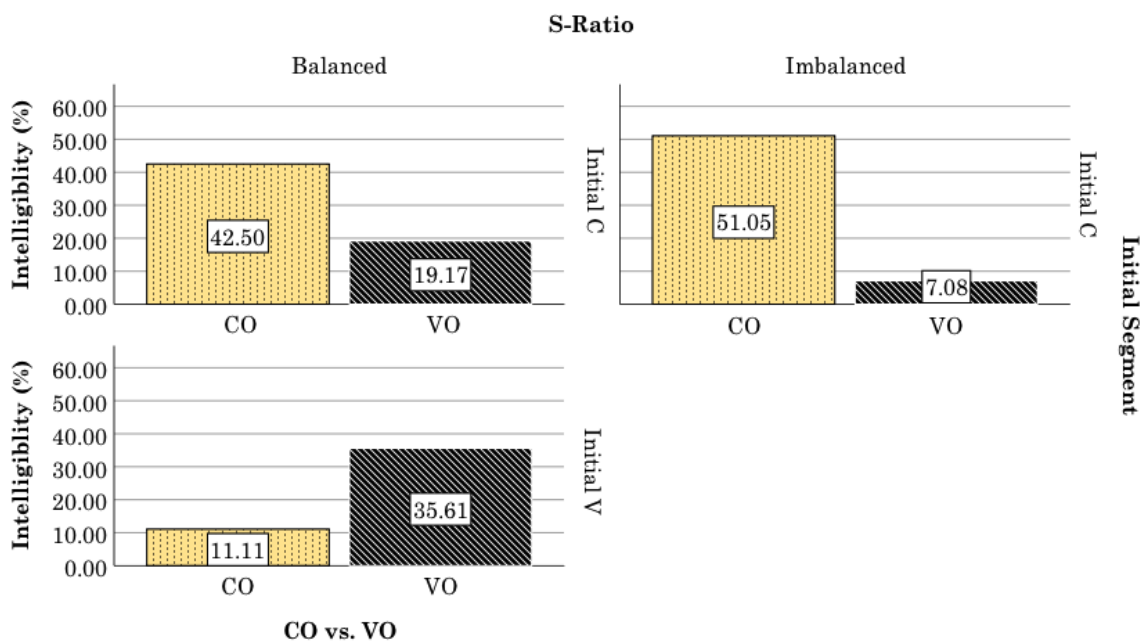 S-Ratio
Balanced
Imbalanced
Intelligiblity (%)
60.00
50.00
40.00
30.00
20.00
10.00
0.00
42.50
19.17
CO
VO
Initial C
51.05
7.08
CO
VO
Initial C
Intelligiblity (%)
60.00
50.00
40.00
30.00
20.00
10.00
0.00
11.11
35.61
CO
VO
Initial V
Initial Segment
CO vs. VO